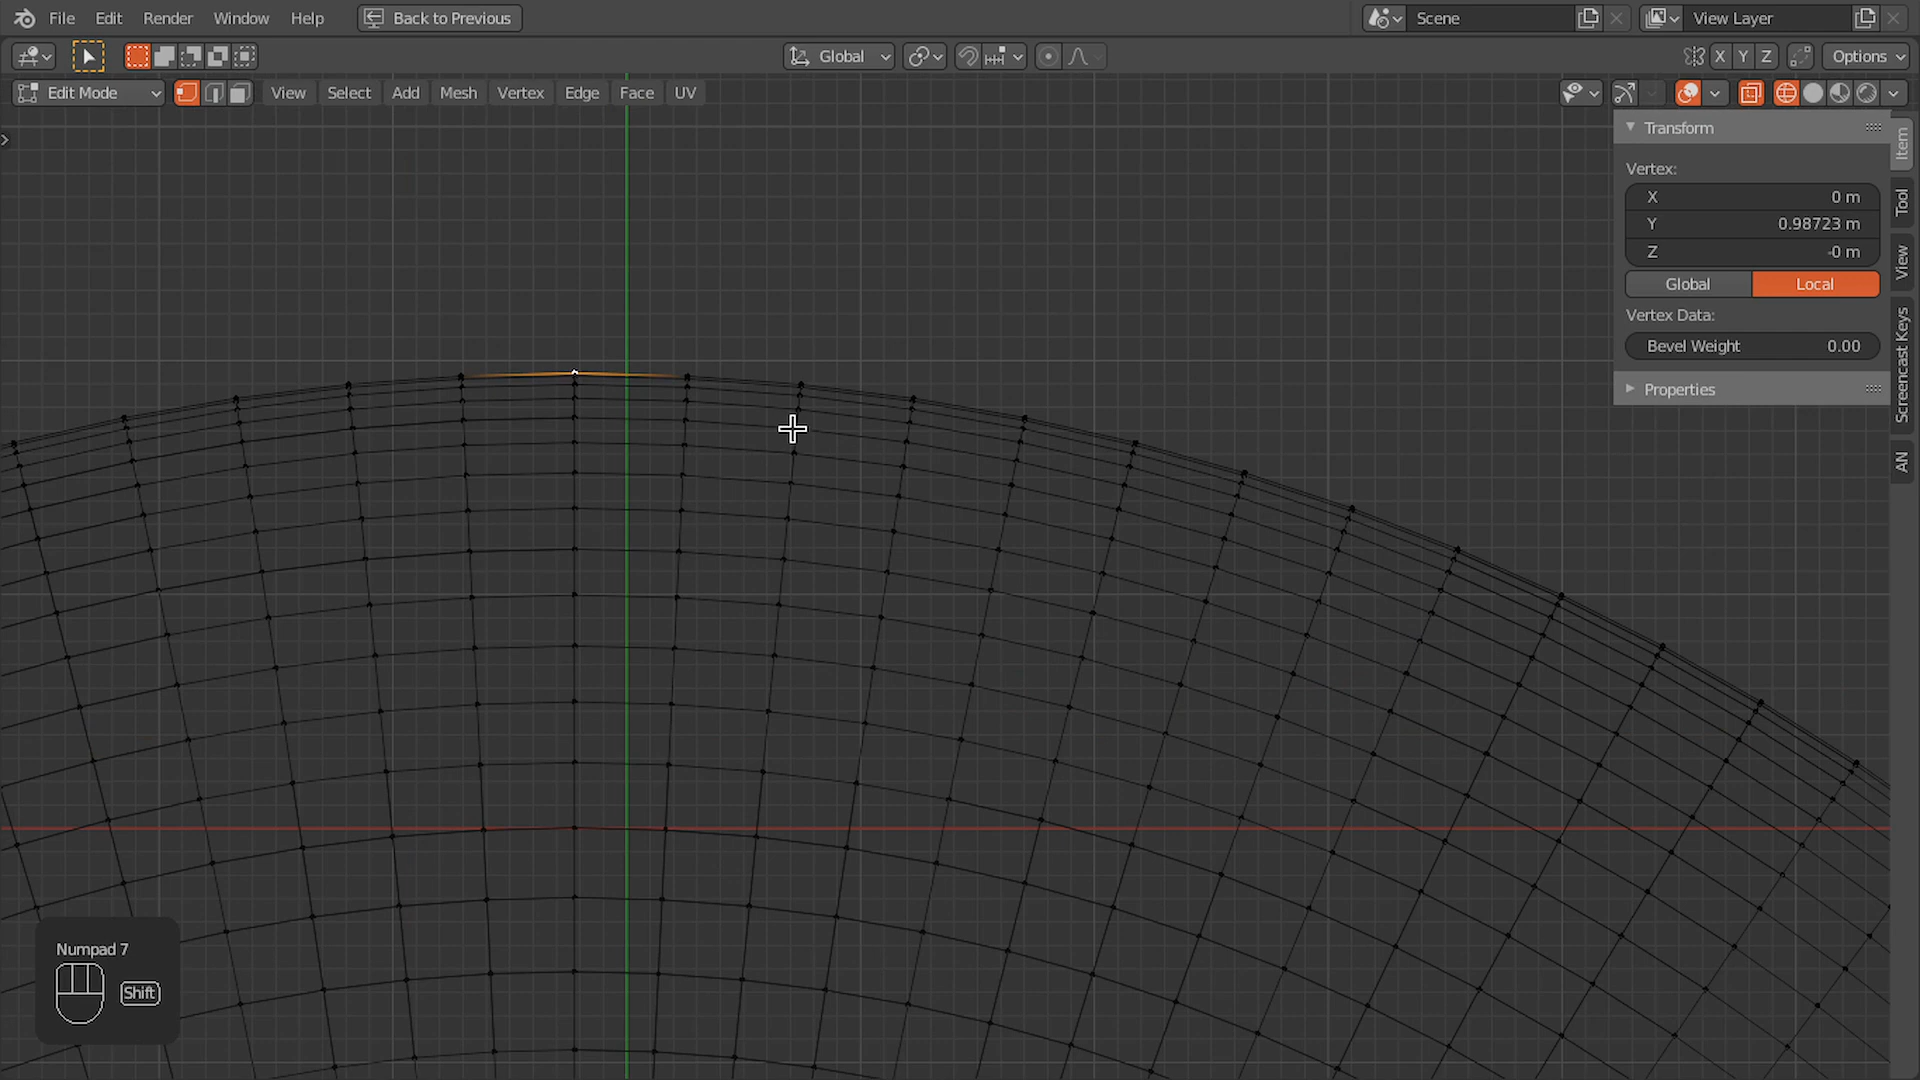 File Edit Render Window Help Back to Previous Scene View Layer
Global X Y Z Options
Edit Mode View Select Add Mesh Vertex Edge Face UV
Transform
Vertex:
X 0 m
Y 0.98723 m
Z -0 m
Global Local
Vertex Data:
Bevel Weight 0.00
Properties
Item
Tool
View
Screencast Keys
AN
Numpad 7
Shift